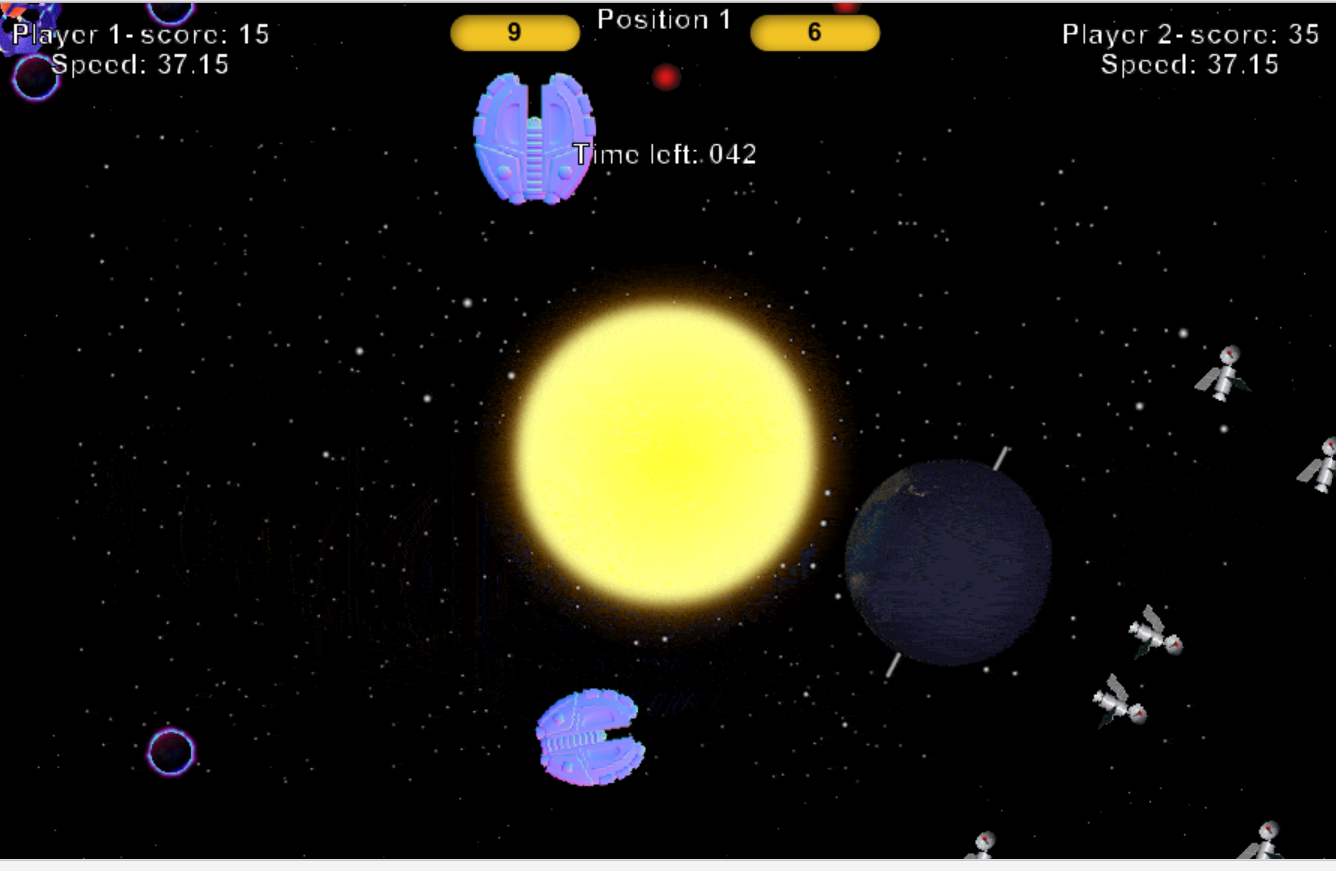 Player 1- score: 15
Speed: 37.15
9
Position 1
6
Player 2- score: 35
Speed: 37.15
Time left: 042